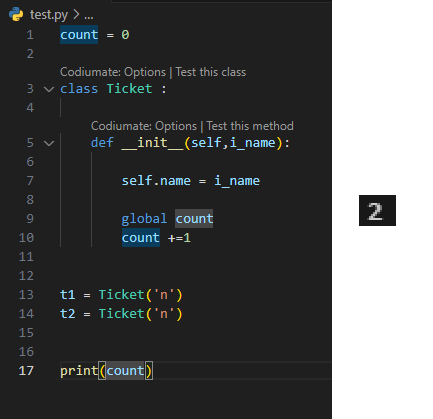 test.py > ...
1 count = 0
2
Codiumate: Options | Test this class
3 class Ticket :
4
Codiumate: Options | Test this method
5 def __init__(self,i_name):
6
7 self.name = i_name
8
9 global count
10 count +=1
11
12
13 t1 = Ticket('n')
14 t2 = Ticket('n')
15
16
17 print(count)
2